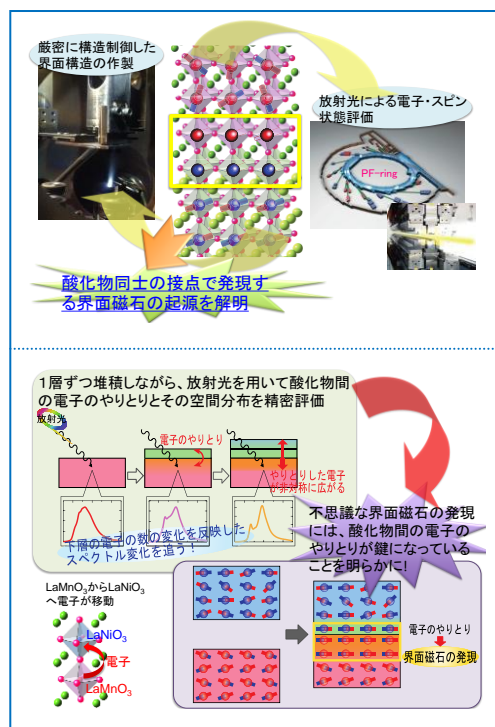 厳密に構造制御した
界面構造の作製
放射光による電子・スピン
状態評価
PF-ring
酸化物同士の接点で発現す
る界面磁石の起源を解明
1層ずつ堆積しながら、放射光を用いて酸化物間
の電子のやりとりとその空間分布を精密評価
放射光
電子のやりとり
やりとりした電子
が非対称に広がる
下層の電子の数の変化を反映した
スペクトル変化を追う!
不思議な界面磁石の発現
には、酸化物間の電子の
やりとりが鍵になっている
ことを明らかに!
LaMnO₃からLaNiO₃
へ電子が移動
LaNiO₃
電子
LaMnO₃
電子のやりとり
界面磁石の発現